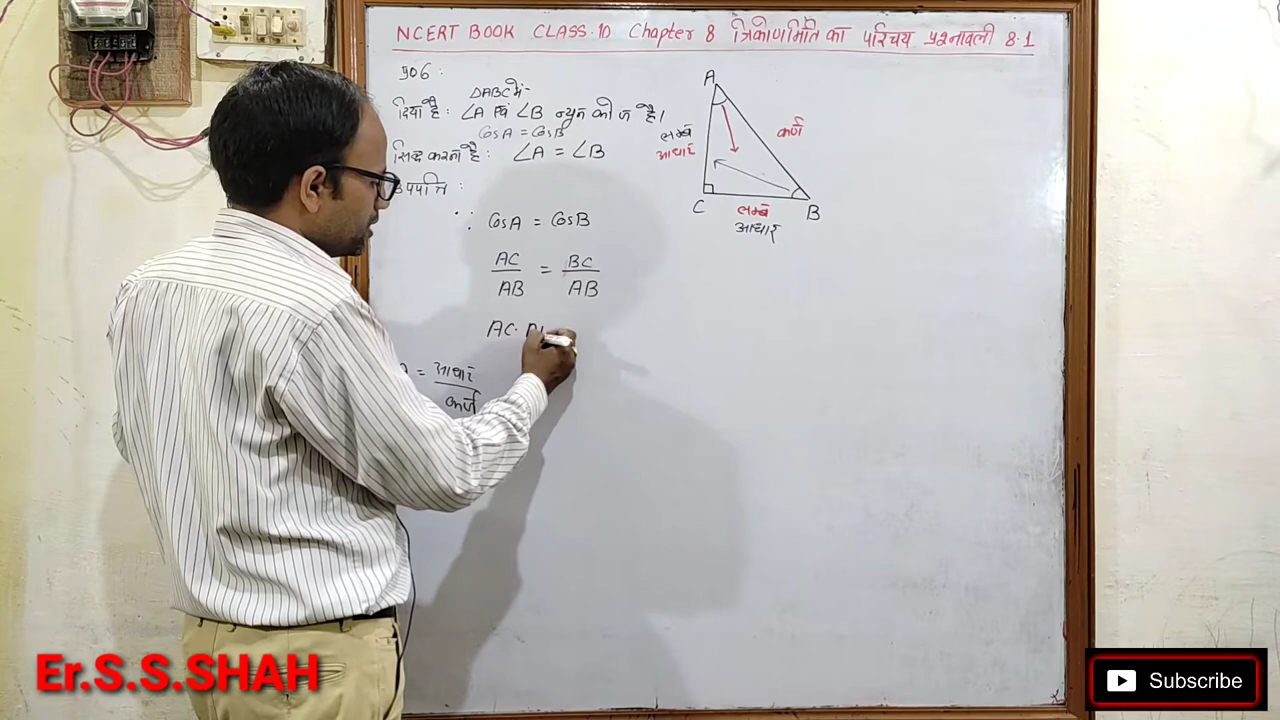 NCERT BOOK CLASS.10 Chapter 8 त्रिकोणमिति का परिचय प्रश्नावली 8.1
प्र06:
ΔABC में-
दिया है: ∠A एवं ∠B न्यून कोण है।
CosA = CosB
सिद्ध करना है: ∠A = ∠B
उपपत्ति :
∵ CosA = CosB
AC/AB = BC/AB
AC.
= आधार/कर्ण
A
लम्ब
आधार
कर्ण
C
लम्ब
आधार
B
Er.S.S.SHAH
Subscribe